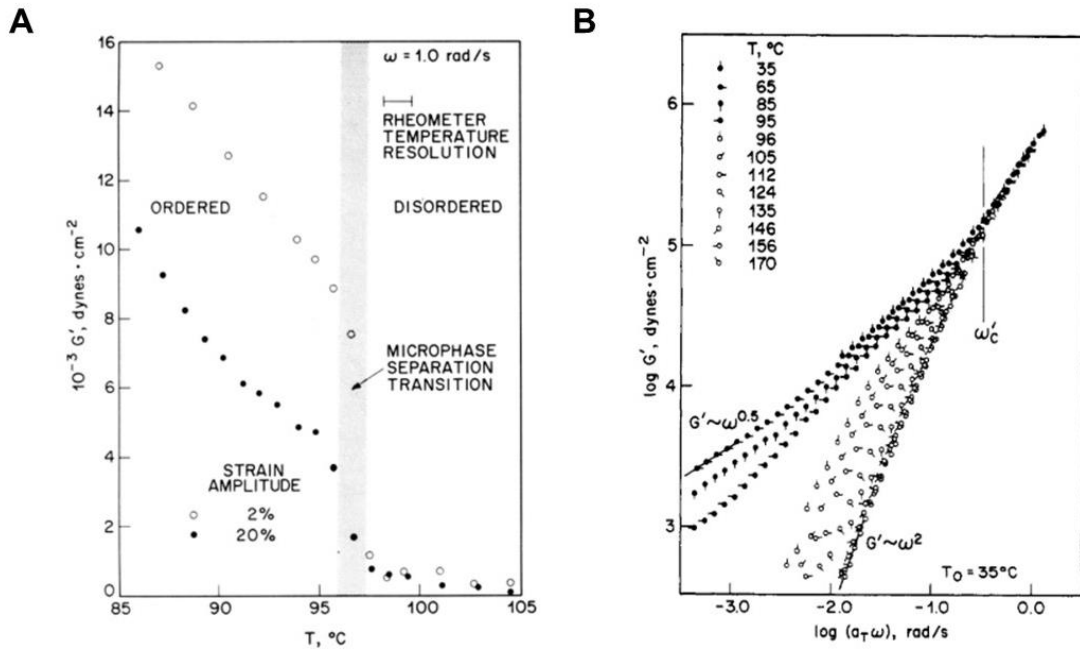 A
16
14
12
10
8
6
4
2
0
10⁻³ G′, dynes·cm⁻²
ω = 1.0 rad/s
RHEOMETER
TEMPERATURE
RESOLUTION
ORDERED
DISORDERED
MICROPHASE
SEPARATION
TRANSITION
STRAIN
AMPLITUDE
2%
20%
85
90
95
100
105
T, °C
B
T, °C
35
65
85
95
96
105
112
124
135
146
156
170
6
5
4
3
log G′, dynes·cm⁻²
ω′c
G′~ω^0.5
G′~ω²
T₀ = 35°C
-3.0
-2.0
-1.0
0.0
log (a_Tω), rad/s